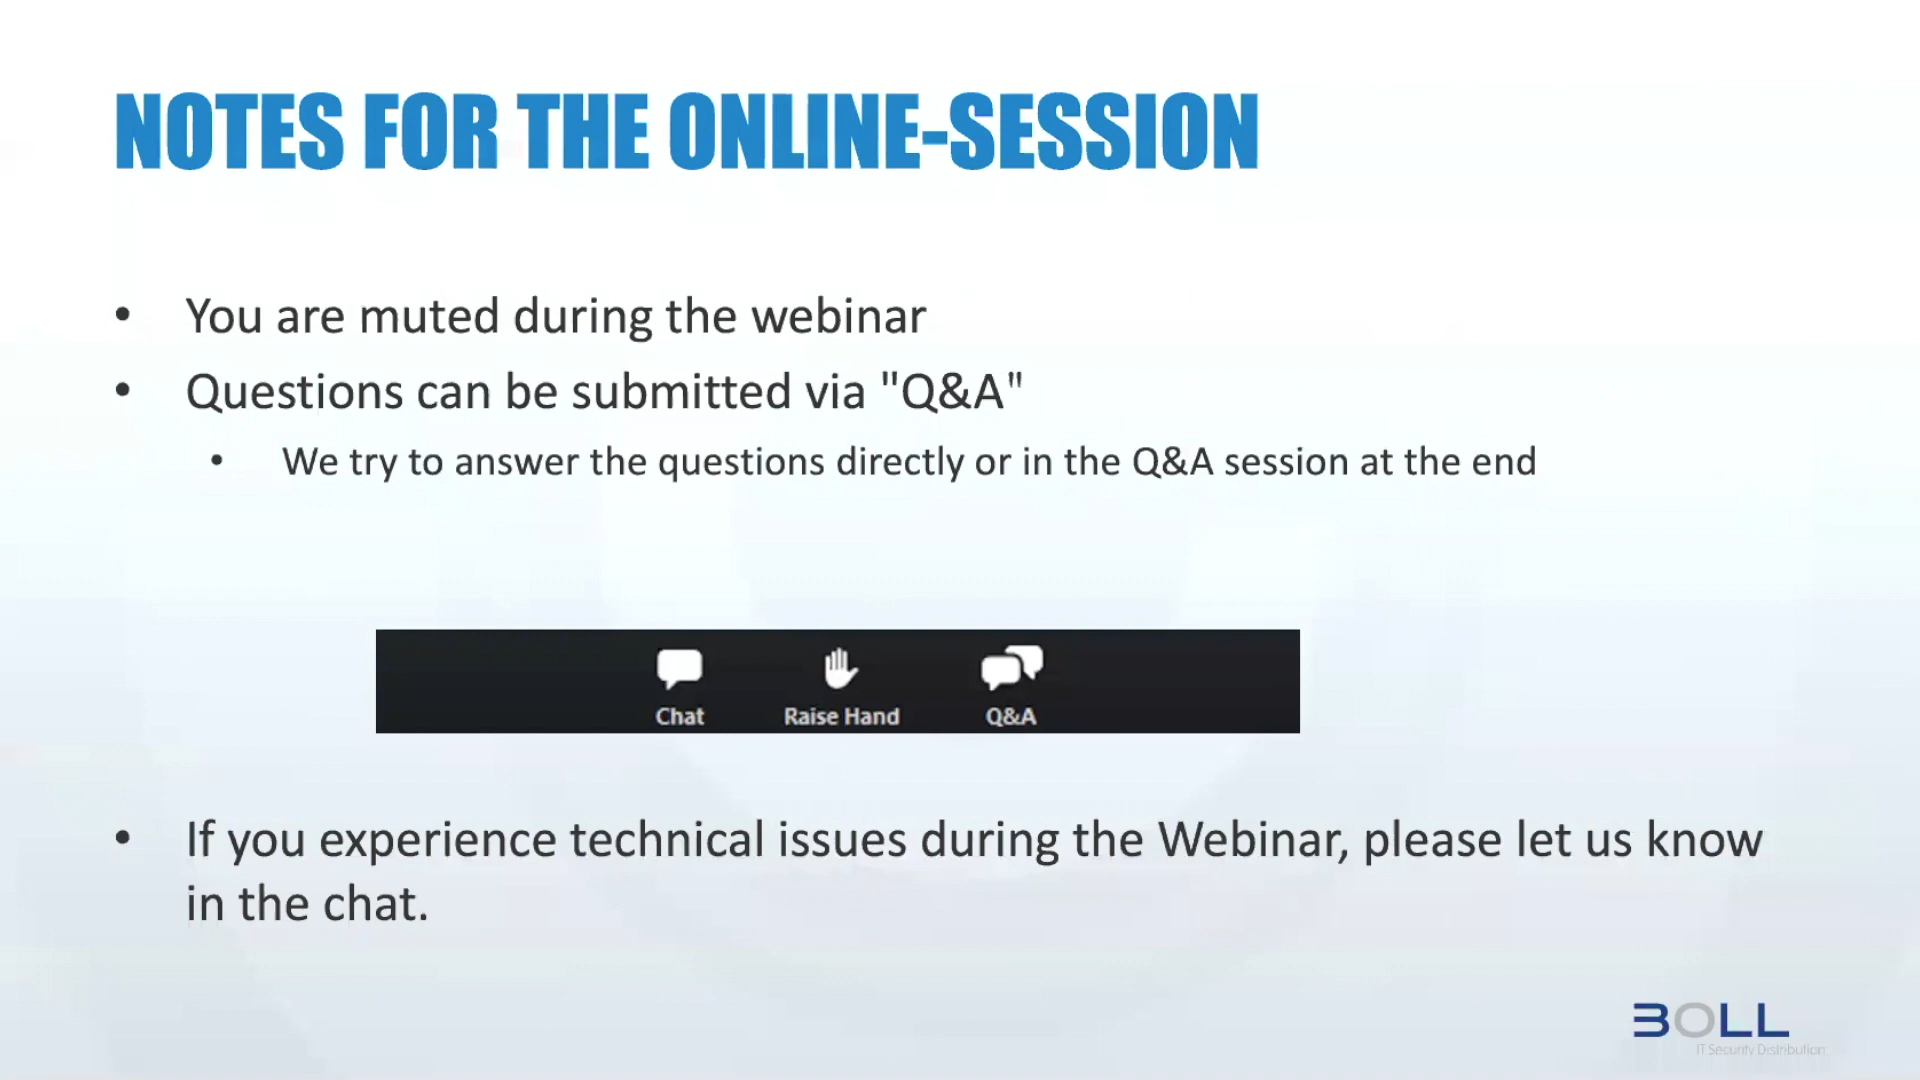 NOTES FOR THE ONLINE-SESSION
• You are muted during the webinar
• Questions can be submitted via "Q&A"
• We try to answer the questions directly or in the Q&A session at the end
Chat Raise Hand Q&A
• If you experience technical issues during the Webinar, please let us know
in the chat.
BOLL
IT Security Distribution